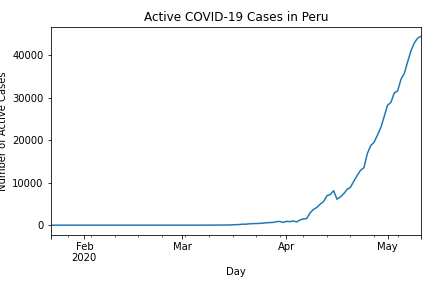 Active COVID-19 Cases in Peru
Number of Active Cases
40000
30000
20000
10000
0
Feb
2020
Mar
Apr
May
Day